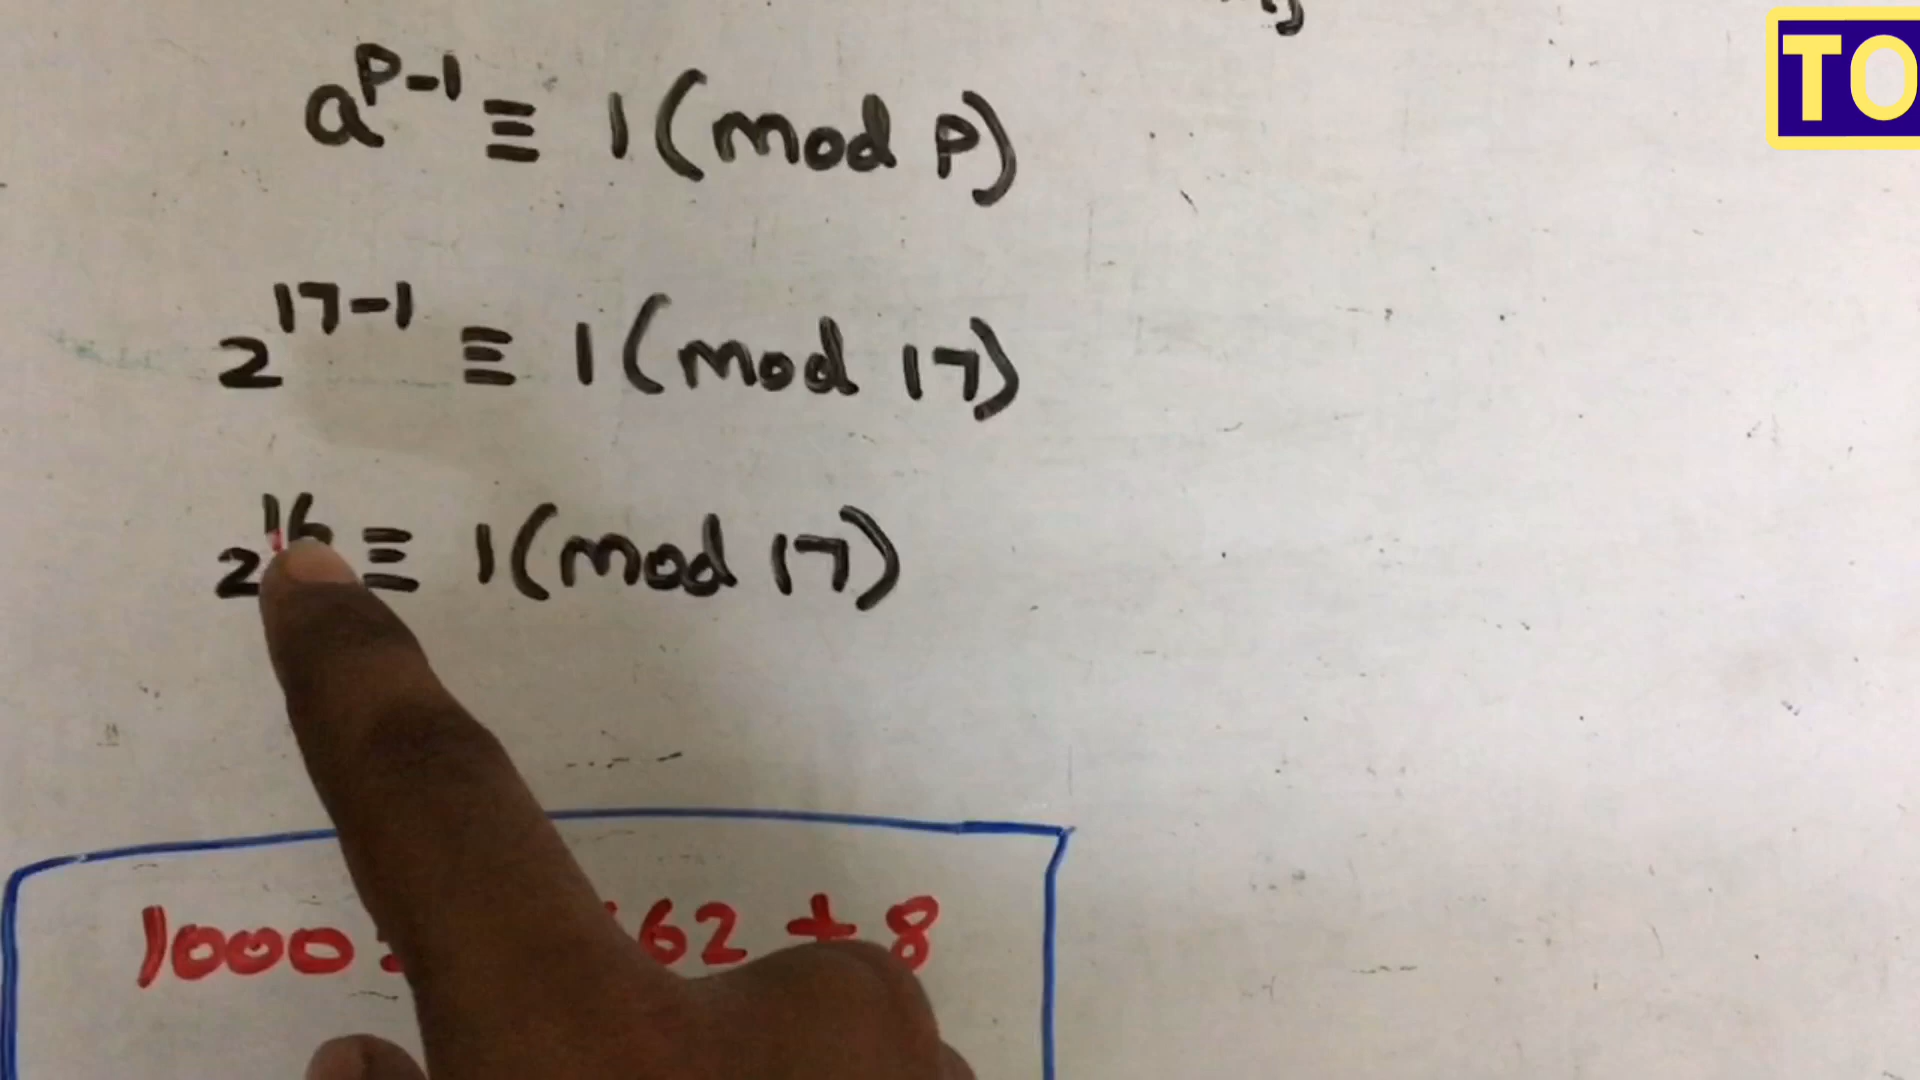 TO
a^{p-1} ≡ 1 (mod p)
2^{17-1} ≡ 1 (mod 17)
2^{16} ≡ 1 (mod 17)
1000 62 + 8